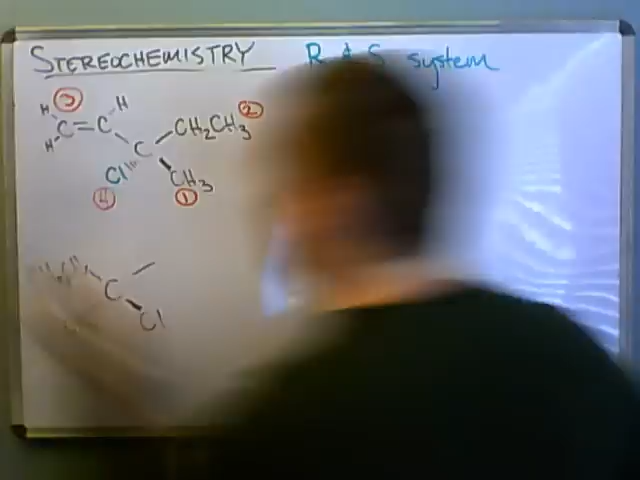 STEREOCHEMISTRY R & S system
H 3 H
C=C CH₂CH₃ 2
H C
Cl CH₃
4 1
C
Cl